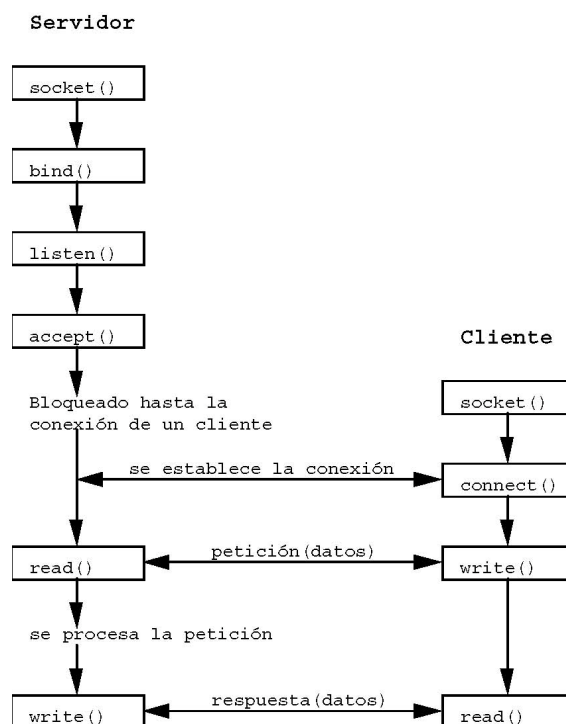 Servidor
socket()
bind()
listen()
accept()
Cliente
Bloqueado hasta la
conexión de un cliente
socket()
se establece la conexión
connect()
read()
petición(datos)
write()
se procesa la petición
write()
respuesta(datos)
read()